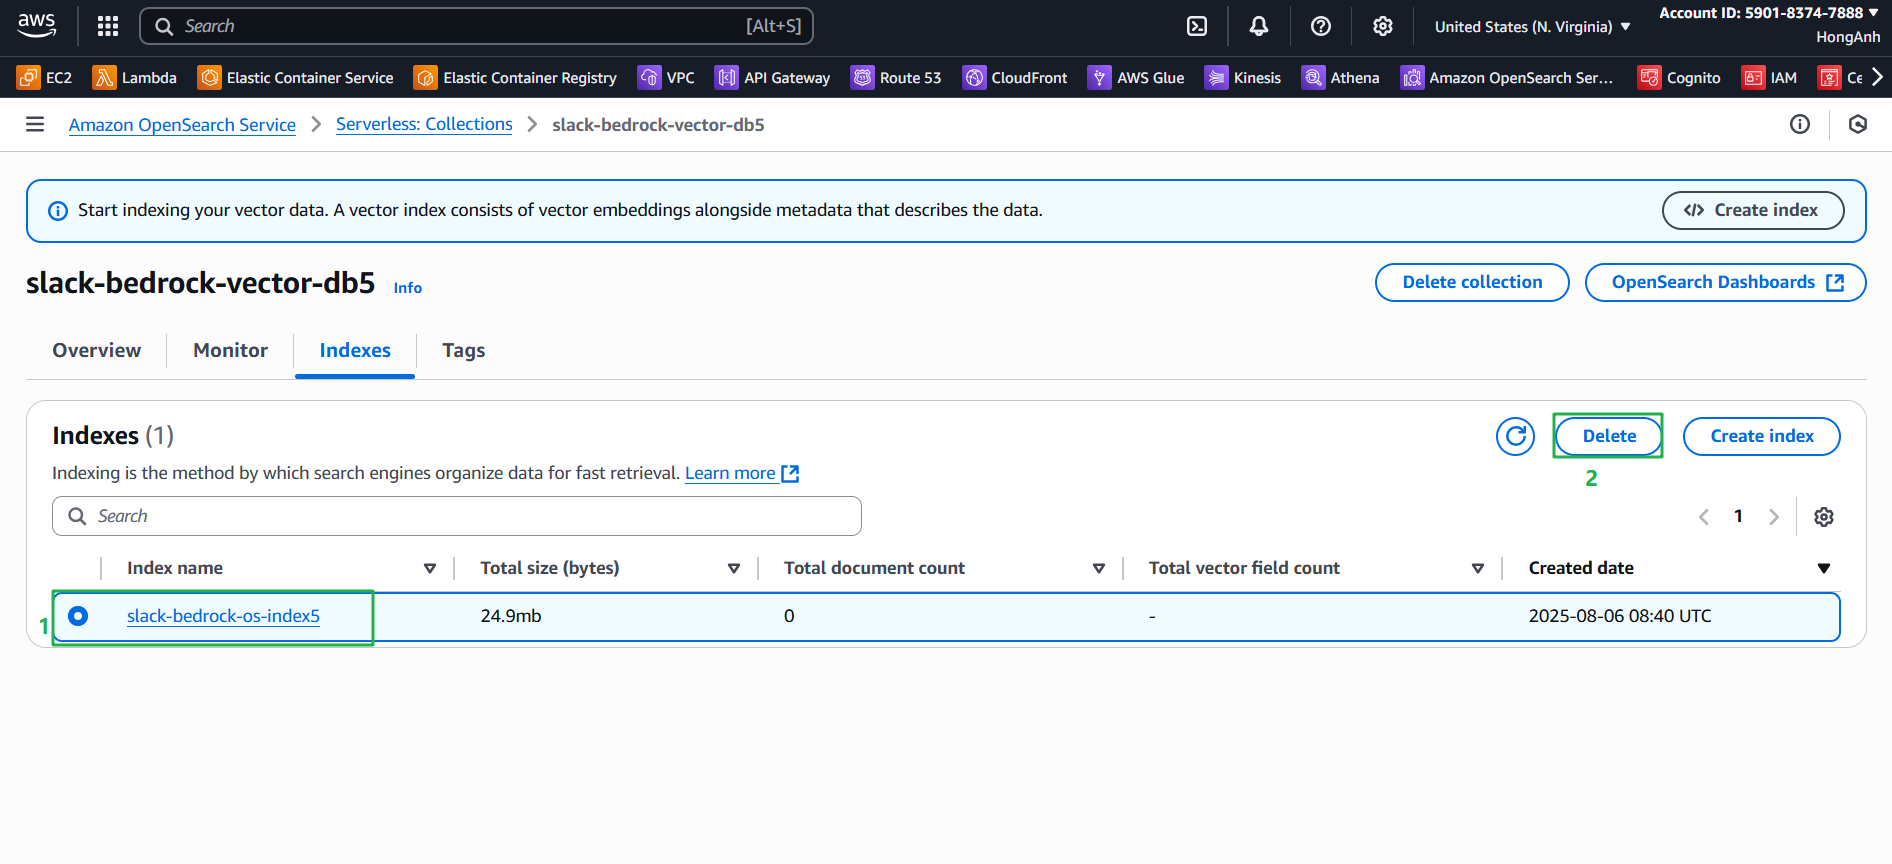 aws
Search [Alt+S]
United States (N. Virginia)
Account ID: 5901-8374-7888
HongAnh
EC2 Lambda Elastic Container Service Elastic Container Registry VPC API Gateway Route 53 CloudFront AWS Glue Kinesis Athena Amazon OpenSearch Ser... Cognito IAM Ce
Amazon OpenSearch Service Serverless: Collections slack-bedrock-vector-db5
Start indexing your vector data. A vector index consists of vector embeddings alongside metadata that describes the data.
</> Create index
slack-bedrock-vector-db5 Info
Delete collection OpenSearch Dashboards
Overview Monitor Indexes Tags
Indexes (1)
Delete Create index
2
Indexing is the method by which search engines organize data for fast retrieval. Learn more
Search
1
Index name Total size (bytes) Total document count Total vector field count Created date
1 slack-bedrock-os-index5 24.9mb 0 - 2025-08-06 08:40 UTC